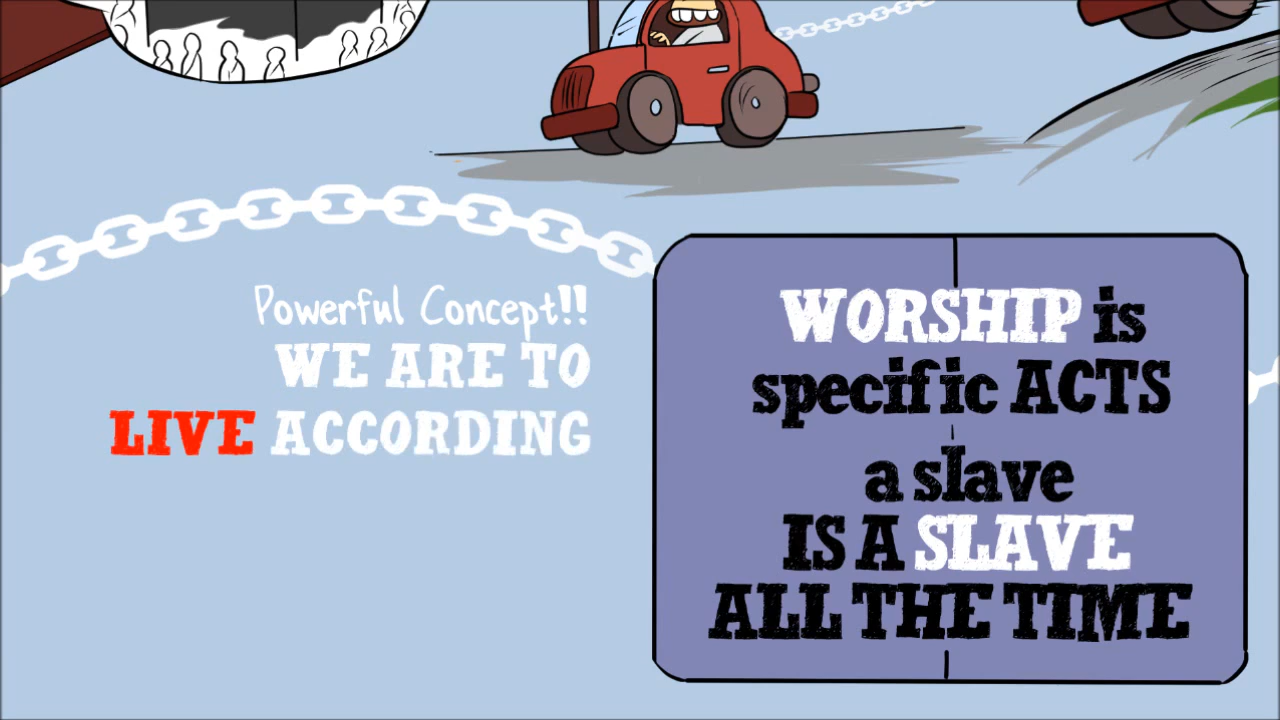 Powerful Concept!!
WE ARE TO
LIVE ACCORDING
WORSHIP is
specific ACTS
a slave
IS A SLAVE
ALL THE TIME